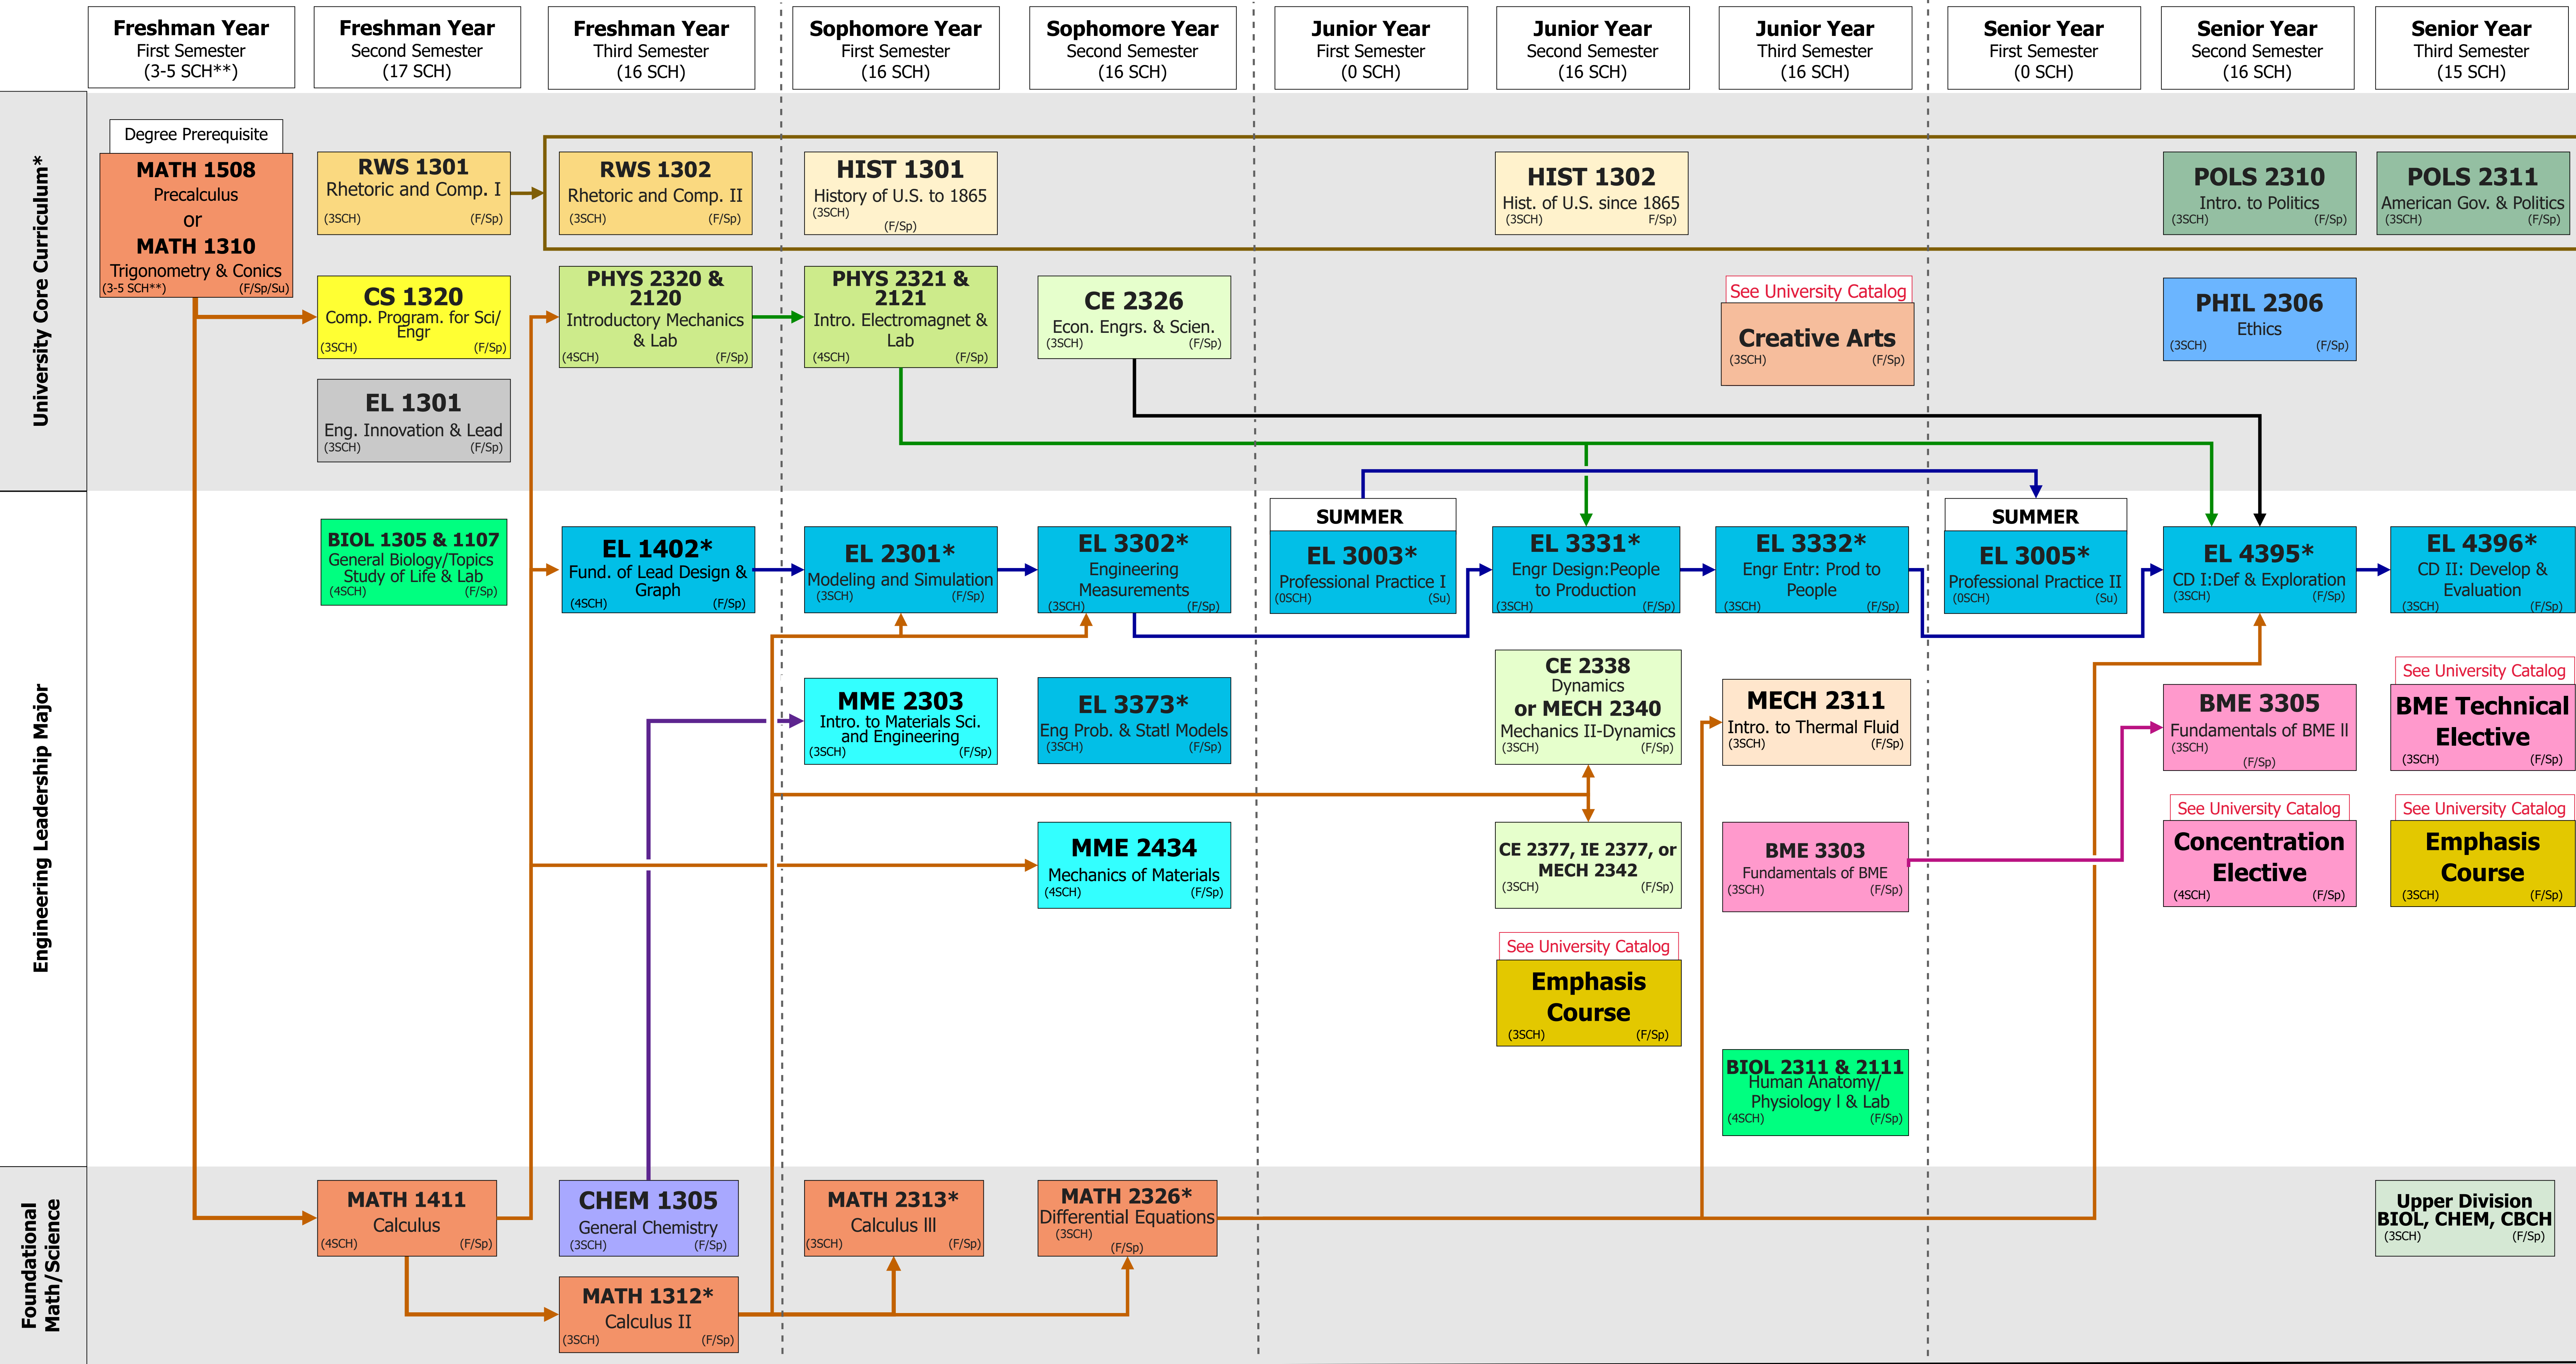 Freshman Year
First Semester
(3-5 SCH**)
Freshman Year
Second Semester
(17 SCH)
Freshman Year
Third Semester
(16 SCH)
Sophomore Year
First Semester
(16 SCH)
Sophomore Year
Second Semester
(16 SCH)
Junior Year
First Semester
(0 SCH)
Junior Year
Second Semester
(16 SCH)
Junior Year
Third Semester
(16 SCH)
Senior Year
First Semester
(0 SCH)
Senior Year
Second Semester
(16 SCH)
Senior Year
Third Semester
(15 SCH)
University Core Curriculum*
Degree Prerequisite
MATH 1508
Precalculus
or
MATH 1310
Trigonometry & Conics
(3-5 SCH**) (F/Sp/Su)
RWS 1301
Rhetoric and Comp. I
(3SCH) (F/Sp)
RWS 1302
Rhetoric and Comp. II
(3SCH) (F/Sp)
HIST 1301
History of U.S. to 1865
(3SCH)
(F/Sp)
HIST 1302
Hist. of U.S. since 1865
(3SCH) F/Sp)
POLS 2310
Intro. to Politics
(3SCH) (F/Sp)
POLS 2311
American Gov. & Politics
(3SCH) (F/Sp)
CS 1320
Comp. Program. for Sci/
Engr
(3SCH) (F/Sp)
PHYS 2320 &
2120
Introductory Mechanics
& Lab
(4SCH) (F/Sp)
PHYS 2321 &
2121
Intro. Electromagnet &
Lab
(4SCH) (F/Sp)
CE 2326
Econ. Engrs. & Scien.
(3SCH) (F/Sp)
See University Catalog
Creative Arts
(3SCH) (F/Sp)
PHIL 2306
Ethics
(3SCH) (F/Sp)
EL 1301
Eng. Innovation & Lead
(3SCH) (F/Sp)
Engineering Leadership Major
BIOL 1305 & 1107
General Biology/Topics
Study of Life & Lab
(4SCH) (F/Sp)
EL 1402*
Fund. of Lead Design &
Graph
(4SCH) (F/Sp)
EL 2301*
Modeling and Simulation
(3SCH) (F/Sp)
EL 3302*
Engineering
Measurements
(3SCH) (F/Sp)
SUMMER
EL 3003*
Professional Practice I
(0SCH) (Su)
EL 3331*
Engr Design:People
to Production
(3SCH) (F/Sp)
EL 3332*
Engr Entr: Prod to
People
(3SCH) (F/Sp)
SUMMER
EL 3005*
Professional Practice II
(0SCH) (Su)
EL 4395*
CD I:Def & Exploration
(3SCH) (F/Sp)
EL 4396*
CD II: Develop &
Evaluation
(3SCH) (F/Sp)
MME 2303
Intro. to Materials Sci.
and Engineering
(3SCH) (F/Sp)
EL 3373*
Eng Prob. & Statl Models
(3SCH) (F/Sp)
CE 2338
Dynamics
or MECH 2340
Mechanics II-Dynamics
(3SCH) (F/Sp)
MECH 2311
Intro. to Thermal Fluid
(3SCH) (F/Sp)
BME 3305
Fundamentals of BME ll
(3SCH)
(F/Sp)
See University Catalog
BME Technical
Elective
(3SCH) (F/Sp)
MME 2434
Mechanics of Materials
(4SCH) (F/Sp)
CE 2377, IE 2377, or
MECH 2342
(3SCH) (F/Sp)
BME 3303
Fundamentals of BME
(3SCH) (F/Sp)
See University Catalog
Concentration
Elective
(4SCH) (F/Sp)
See University Catalog
Emphasis
Course
(3SCH) (F/Sp)
See University Catalog
Emphasis
Course
(3SCH) (F/Sp)
BIOL 2311 & 2111
Human Anatomy/
Physiology l & Lab
(4SCH) (F/Sp)
Foundational
Math/Science
MATH 1411
Calculus
(4SCH) (F/Sp)
CHEM 1305
General Chemistry
(3SCH) (F/Sp)
MATH 2313*
Calculus lll
(3SCH) (F/Sp)
MATH 2326*
Differential Equations
(3SCH)
(F/Sp)
Upper Division
BIOL, CHEM, CBCH
(3SCH) (F/Sp)
MATH 1312*
Calculus II
(3SCH) (F/Sp)